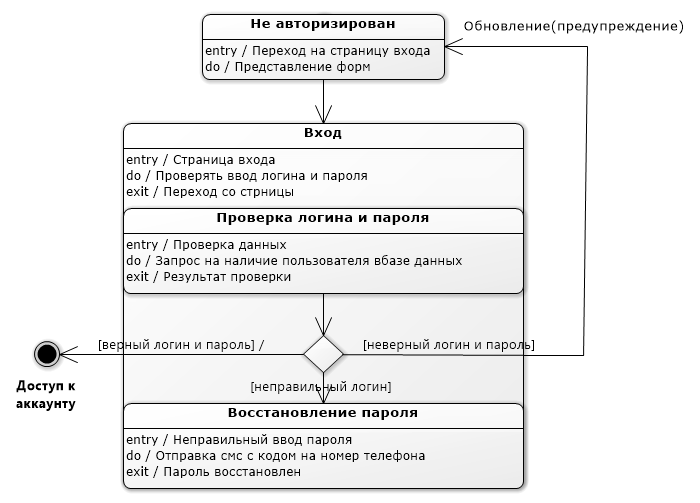 Не авторизирован
Обновление(предупреждение)
entry / Переход на страницу входа
do / Представление форм
Вход
entry / Страница входа
do / Проверять ввод логина и пароля
exit / Переход со стрницы
Проверка логина и пароля
entry / Проверка данных
do / Запрос на наличие пользователя вбазе данных
exit / Результат проверки
[верный логин и пароль] /
[неверный логин и пароль]
Доступ к
аккаунту
[неправильный логин]
Восстановление пароля
entry / Неправильный ввод пароля
do / Отправка смс с кодом на номер телефона
exit / Пароль восстановлен